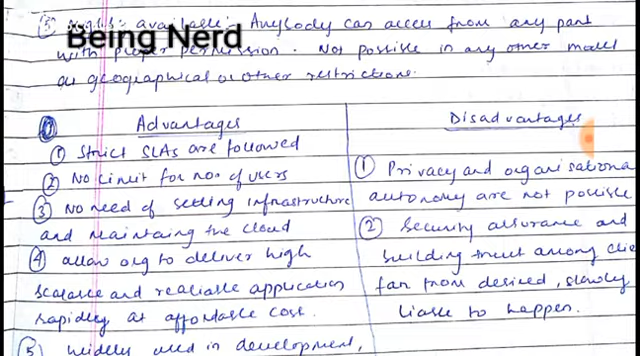 available. Anybody can access from any part
Being Nerd
with proper permission. Not possible in any other model
as geographical or other restrictions.
Advantages
① Strict SLAs are followed
② No limit for no. of users
③ No need of setting infrastructure
and maintaing the cloud
④ allow org to deliver high
scalable and realiable application
rapidly at affordable cost.
⑤ widely used in development,
Disadvantages
① Privacy and organisationa
autonomy are not possible
② Security assurance and
building trust among clie
far from desired, slowly
liable to happen.